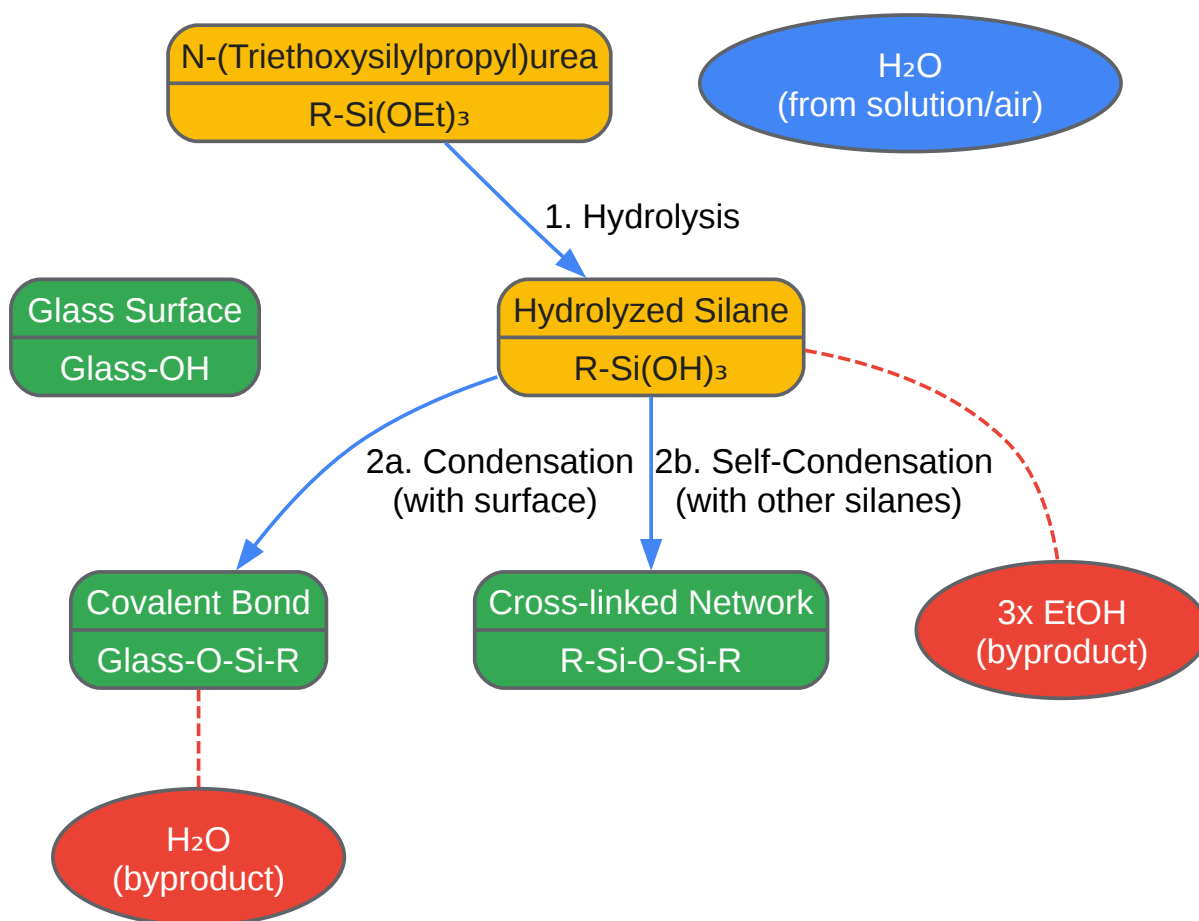 N-(Triethoxysilylpropyl)urea
R-Si(OEt)₃
H₂O
(from solution/air)
1. Hydrolysis
Glass Surface
Glass-OH
Hydrolyzed Silane
R-Si(OH)₃
2a. Condensation
(with surface)
2b. Self-Condensation
(with other silanes)
Covalent Bond
Glass-O-Si-R
Cross-linked Network
R-Si-O-Si-R
3x EtOH
(byproduct)
H₂O
(byproduct)